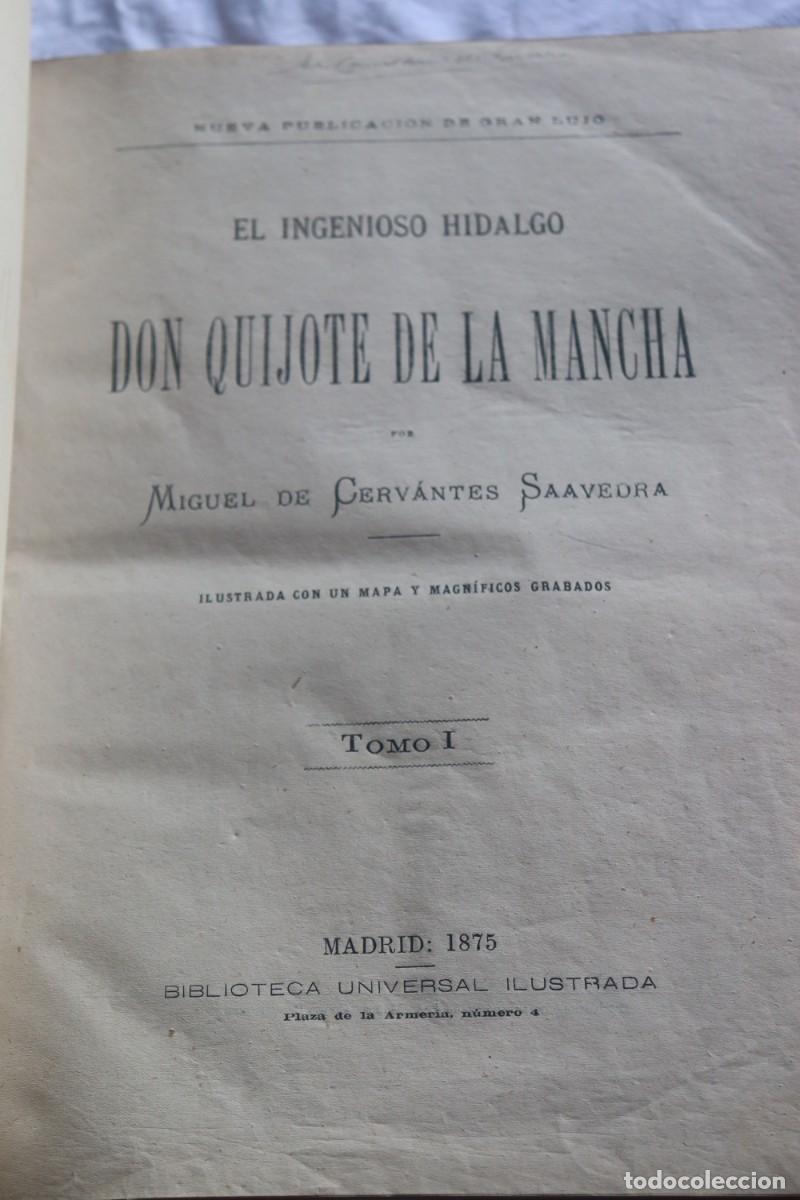 NUEVA PUBLICACION DE GRAN LUJO
EL INGENIOSO HIDALGO
DON QUIJOTE DE LA MANCHA
POR
MIGUEL DE CERVÁNTES SAAVEDRA
ILUSTRADA CON UN MAPA Y MAGNÍFICOS GRABADOS
TOMO I
MADRID: 1875
BIBLIOTECA UNIVERSAL ILUSTRADA
Plaza de la Armería, número 4
todocoleccion